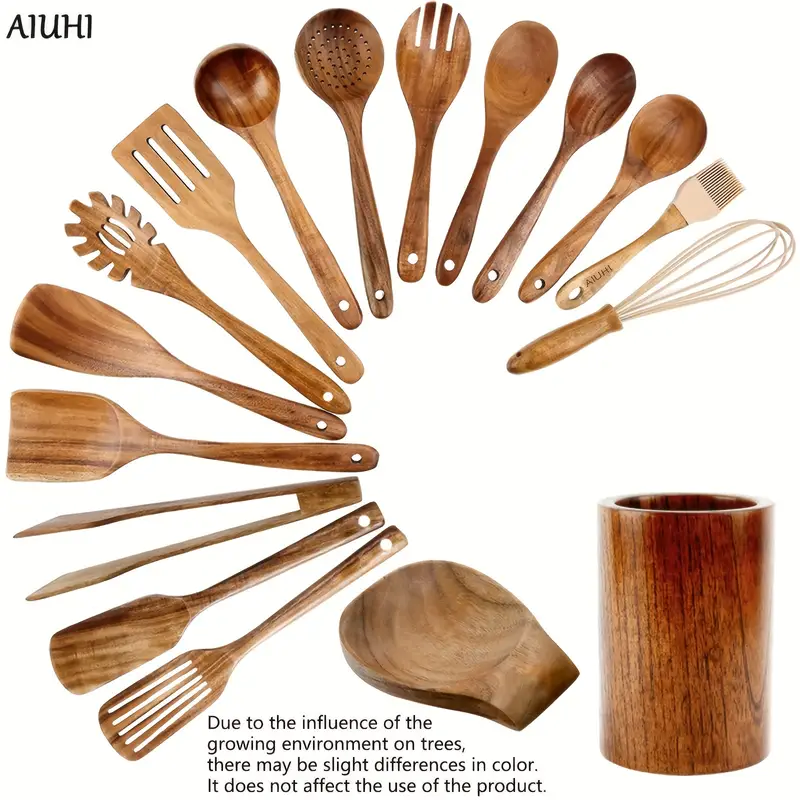 AIUHI
AIUHI
Due to the influence of the
growing environment on trees,
there may be slight differences in color.
It does not affect the use of the product.